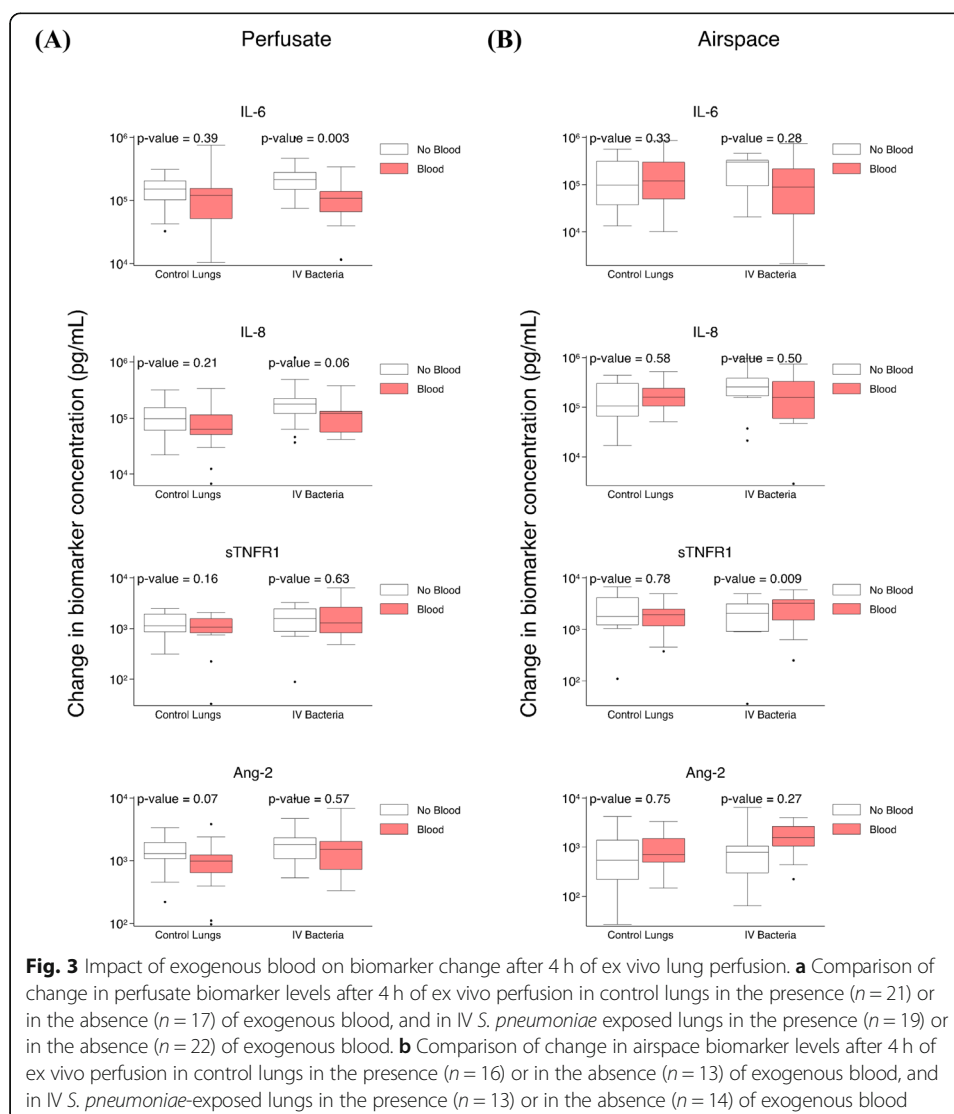 (A) Perfusate
(B) Airspace
IL-6
p-value = 0.39 p-value = 0.003
No Blood
Blood
10⁶
10⁵
10⁴
Control Lungs IV Bacteria
IL-6
p-value = 0.33 p-value = 0.28
No Blood
Blood
10⁶
10⁵
10⁴
Control Lungs IV Bacteria
Change in biomarker concentration (pg/mL)
Change in biomarker concentration (pg/mL)
IL-8
p-value = 0.21 p-value = 0.06
No Blood
Blood
10⁶
10⁵
10⁴
Control Lungs IV Bacteria
IL-8
p-value = 0.58 p-value = 0.50
No Blood
Blood
10⁶
10⁵
10⁴
Control Lungs IV Bacteria
sTNFR1
p-value = 0.16 p-value = 0.63
No Blood
Blood
10⁴
10³
10²
Control Lungs IV Bacteria
sTNFR1
p-value = 0.78 p-value = 0.009
No Blood
Blood
10⁴
10³
10²
Control Lungs IV Bacteria
Ang-2
p-value = 0.07 p-value = 0.57
No Blood
Blood
10⁴
10³
10²
Control Lungs IV Bacteria
Ang-2
p-value = 0.75 p-value = 0.27
No Blood
Blood
10⁴
10³
10²
Control Lungs IV Bacteria
Fig. 3 Impact of exogenous blood on biomarker change after 4 h of ex vivo lung perfusion. a Comparison of
change in perfusate biomarker levels after 4 h of ex vivo perfusion in control lungs in the presence (n = 21) or
in the absence (n = 17) of exogenous blood, and in IV S. pneumoniae exposed lungs in the presence (n = 19) or
in the absence (n = 22) of exogenous blood. b Comparison of change in airspace biomarker levels after 4 h of
ex vivo perfusion in control lungs in the presence (n = 16) or in the absence (n = 13) of exogenous blood, and
in IV S. pneumoniae-exposed lungs in the presence (n = 13) or in the absence (n = 14) of exogenous blood